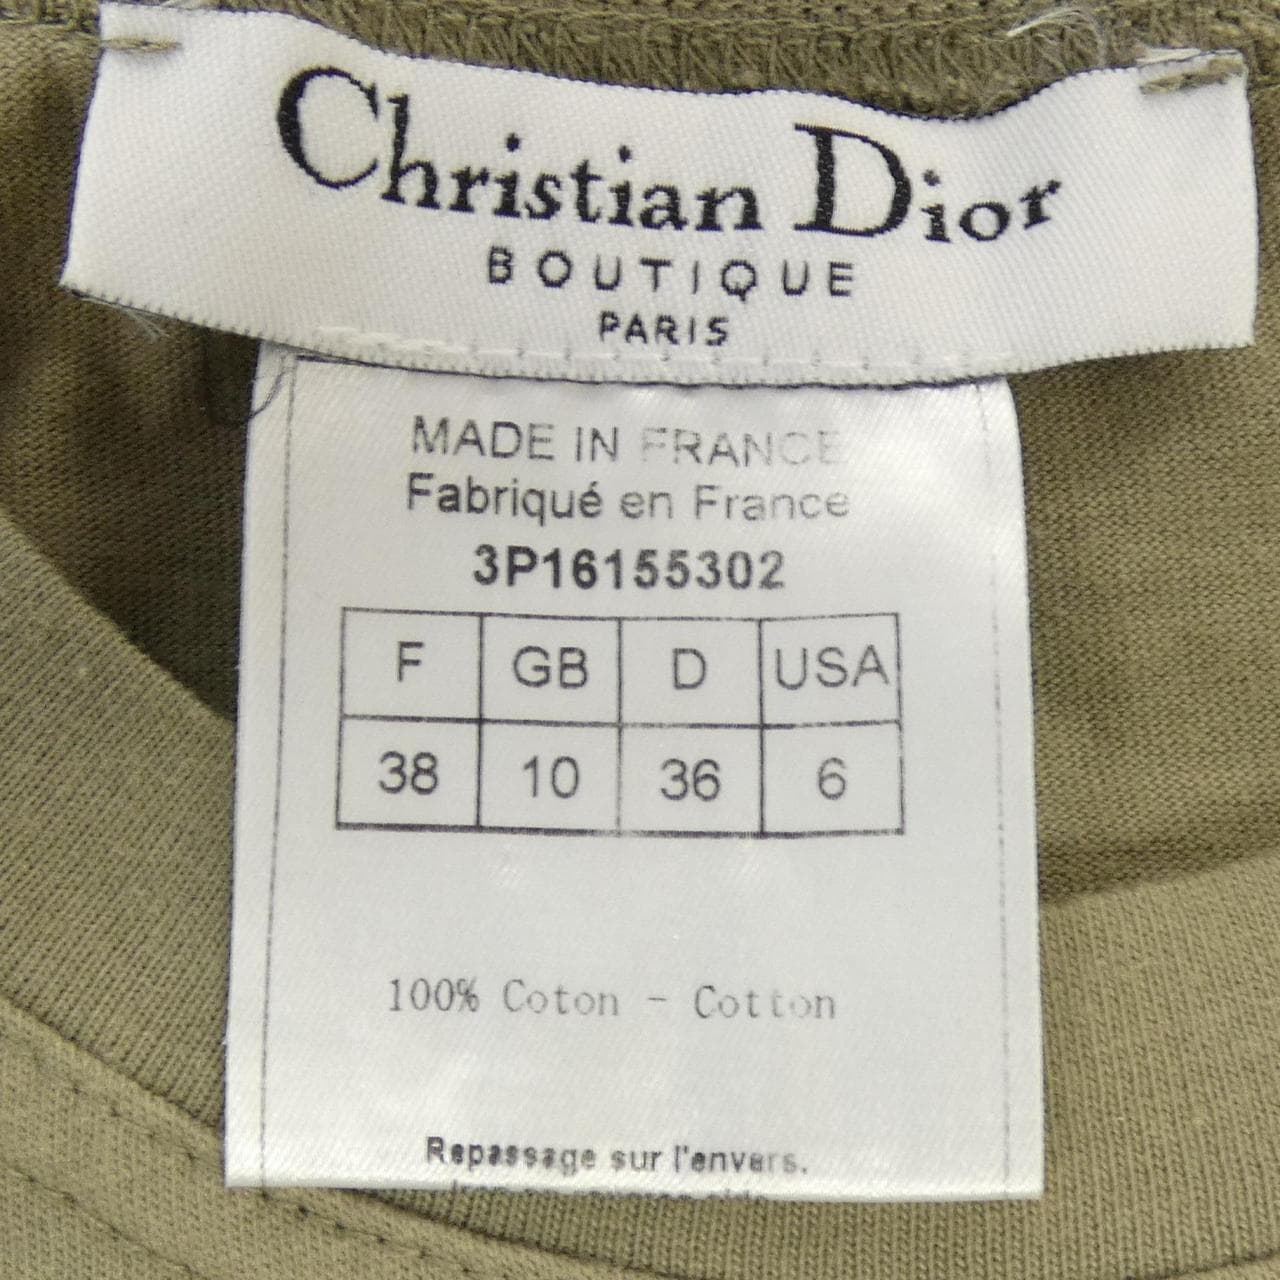 Christian Dior
BOUTIQUE
PARIS
MADE IN FRANCE
Fabriqué en France
3P16155302
F GB D USA
38 10 36 6
100% Coton - Cotton
Repassage sur l'envers.